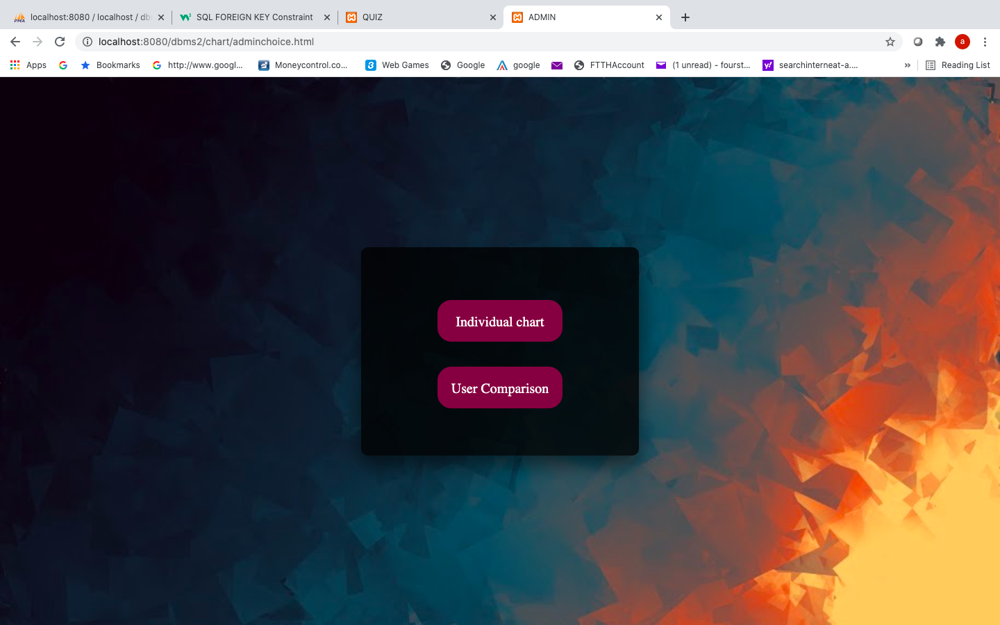 localhost:8080 / localhost / db
SQL FOREIGN KEY Constraint
QUIZ
ADMIN
localhost:8080/dbms2/chart/adminchoice.html
a
Apps
Bookmarks
http://www.googl...
Moneycontrol.co...
Web Games
Google
google
FTTHAccount
(1 unread) - fourst...
searchinterneat-a....
»
Reading List
Individual chart
User Comparison